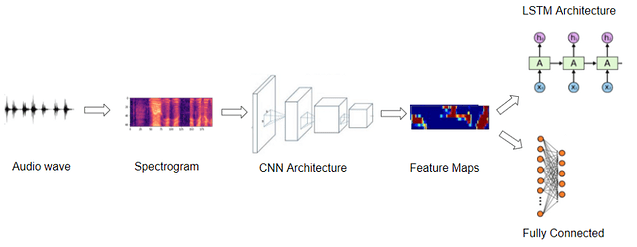 LSTM Architecture
h h h
A A A
x x x
Audio wave
Spectrogram
CNN Architecture
Feature Maps
Fully Connected